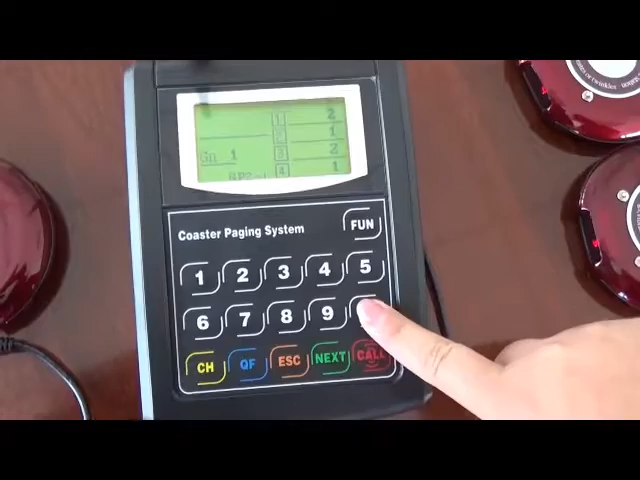 1 2
1
Gn 1 3 2
4 1
Coaster Paging System FUN
1 2 3 4 5
6 7 8 9
CH QF ESC NEXT CALL